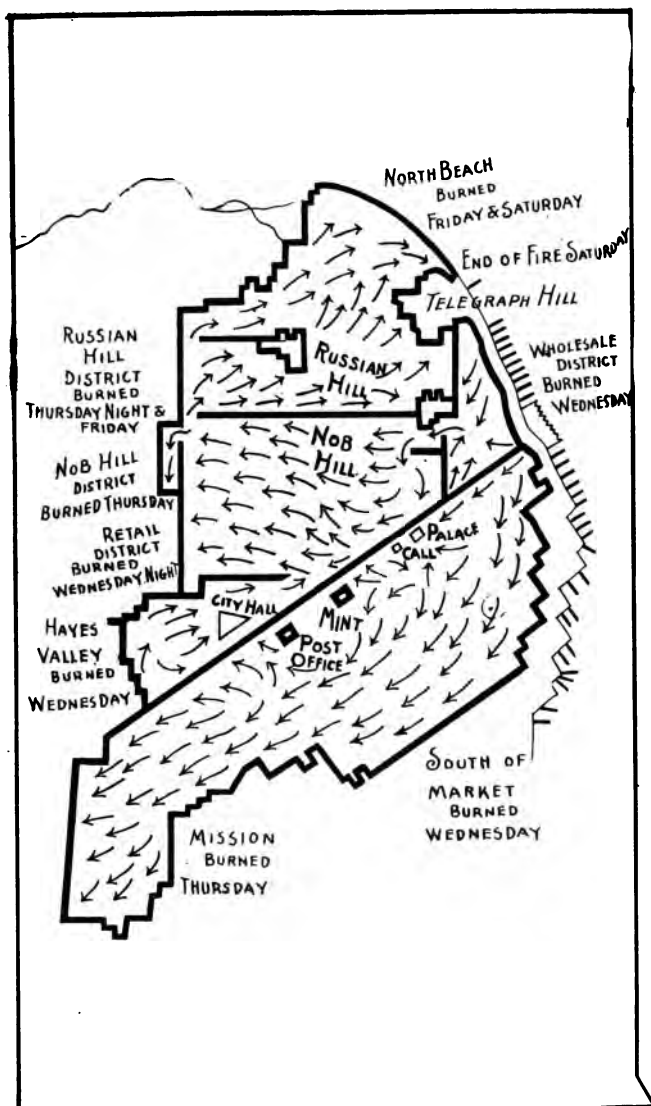 NORTH BEACH
BURNED
FRIDAY & SATURDAY
END OF FIRE SATURDAY
TELEGRAPH HILL
WHOLESALE
DISTRICT
BURNED
WEDNESDAY
RUSSIAN
HILL
DISTRICT
BURNED
THURSDAY NIGHT &
FRIDAY
RUSSIAN
HILL
NOB
HILL
NOB HILL
DISTRICT
BURNED THURSDAY
RETAIL
DISTRICT
BURNED
WEDNESDAY NIGHT
PALACE
CALL
CITY HALL
MINT
POST
OFFICE
HAYES
VALLEY
BURNED
WEDNESDAY
SOUTH OF
MARKET
BURNED
WEDNESDAY
MISSION
BURNED
THURSDAY